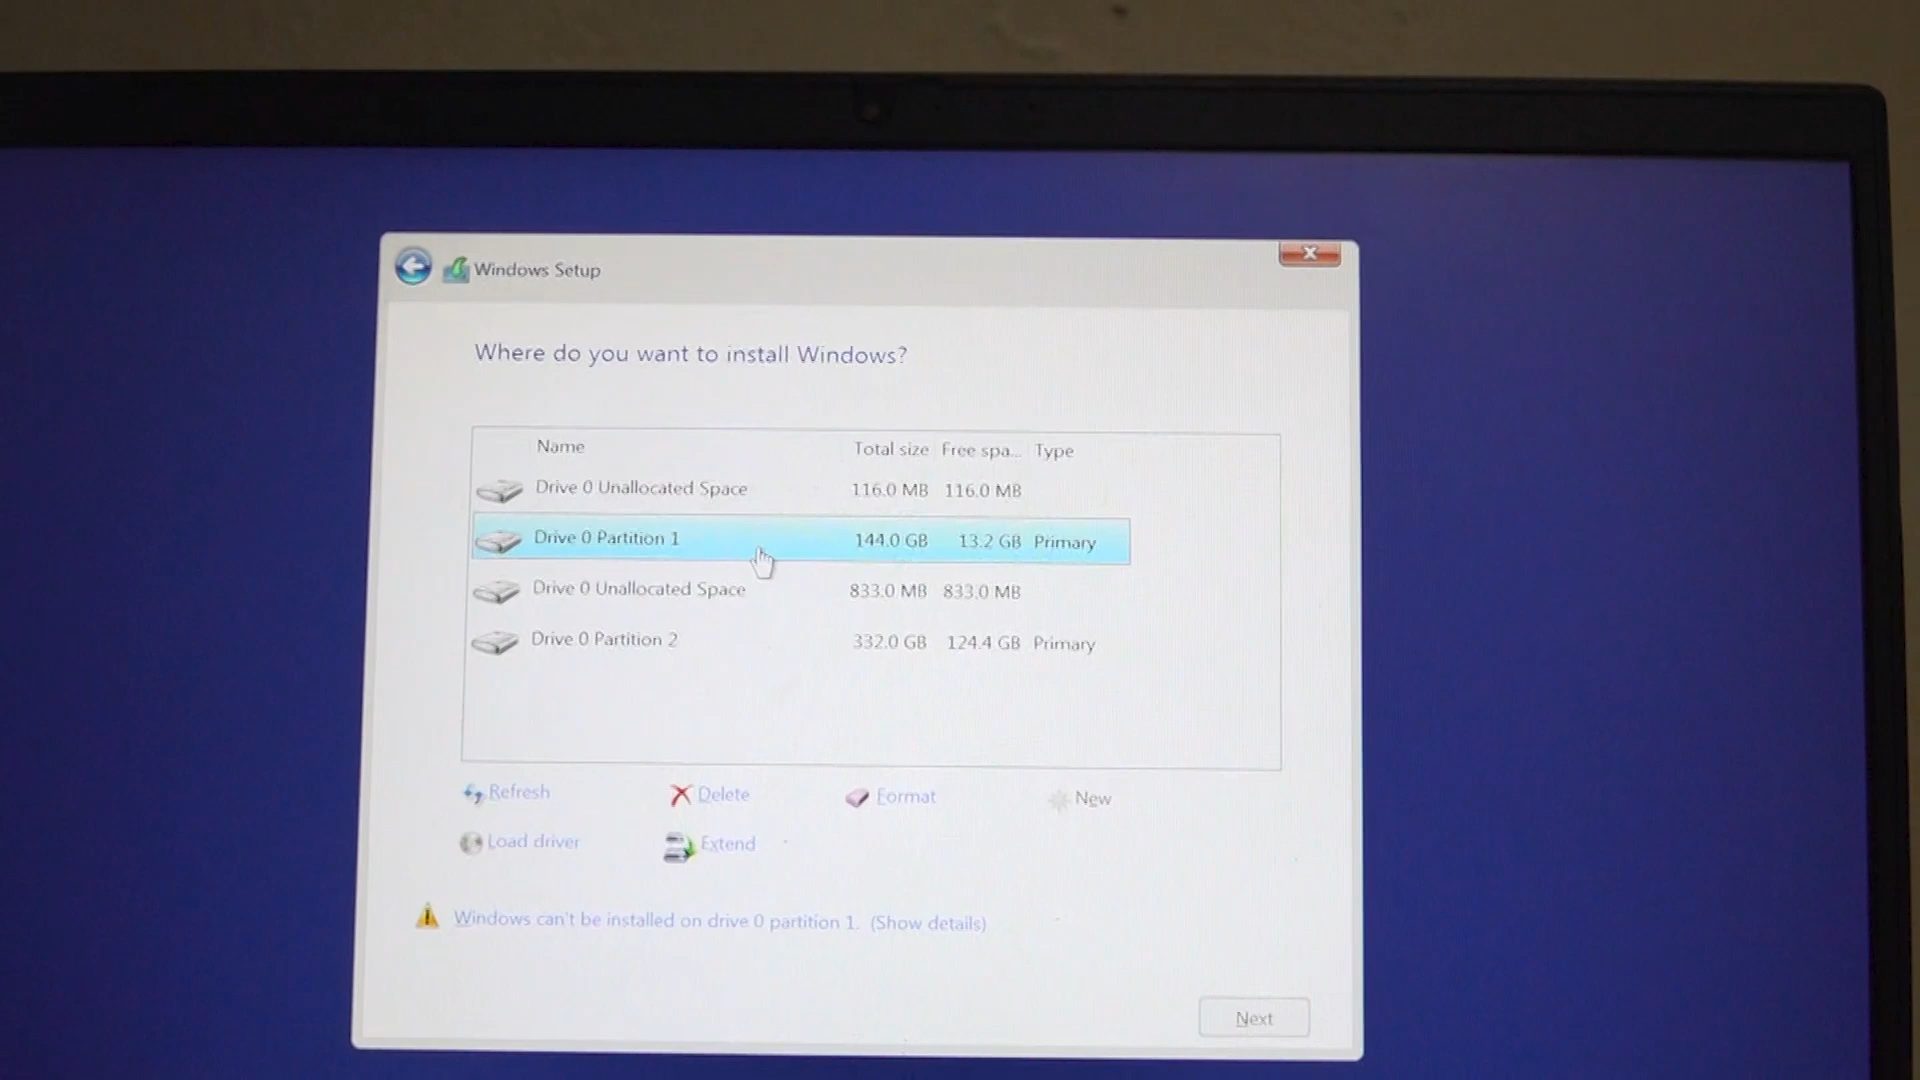 Windows Setup
Where do you want to install Windows?
Name Total size Free spa... Type
Drive 0 Unallocated Space 116.0 MB 116.0 MB
Drive 0 Partition 1 144.0 GB 13.2 GB Primary
Drive 0 Unallocated Space 833.0 MB 833.0 MB
Drive 0 Partition 2 332.0 GB 124.4 GB Primary
Refresh Delete Format New
Load driver Extend
Windows can't be installed on drive 0 partition 1. (Show details)
Next